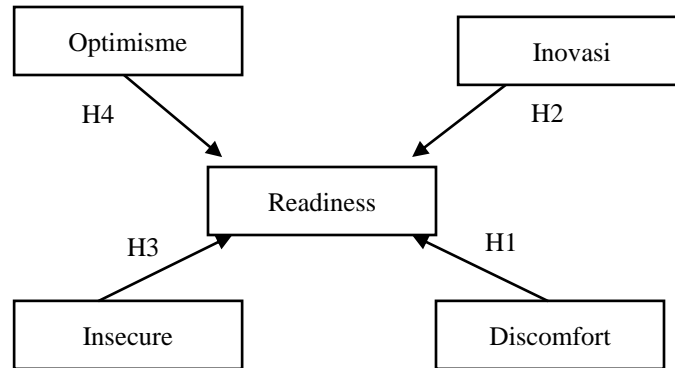 Optimisme
Inovasi
H4
H2
Readiness
H3
H1
Insecure
Discomfort